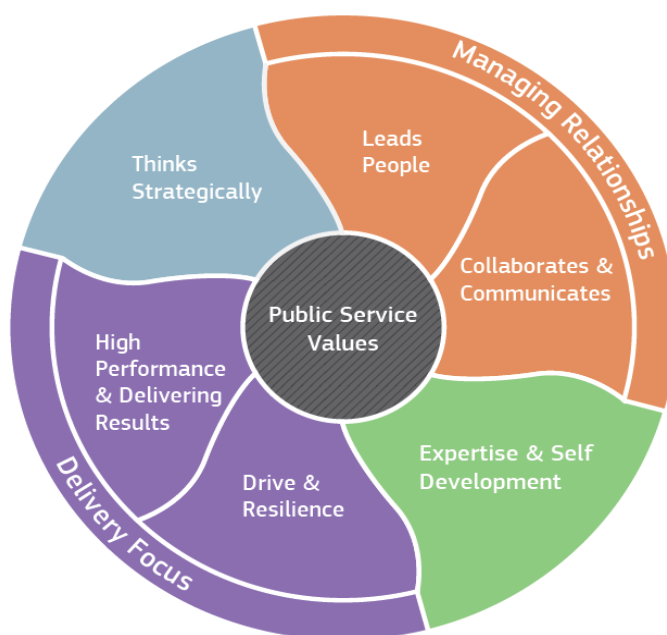 Managing Relationships
Thinks
Strategically
Leads
People
Collaborates &
Communicates
Public Service
Values
High
Performance
& Delivering
Results
Drive &
Resilience
Expertise & Self
Development
Delivery Focus